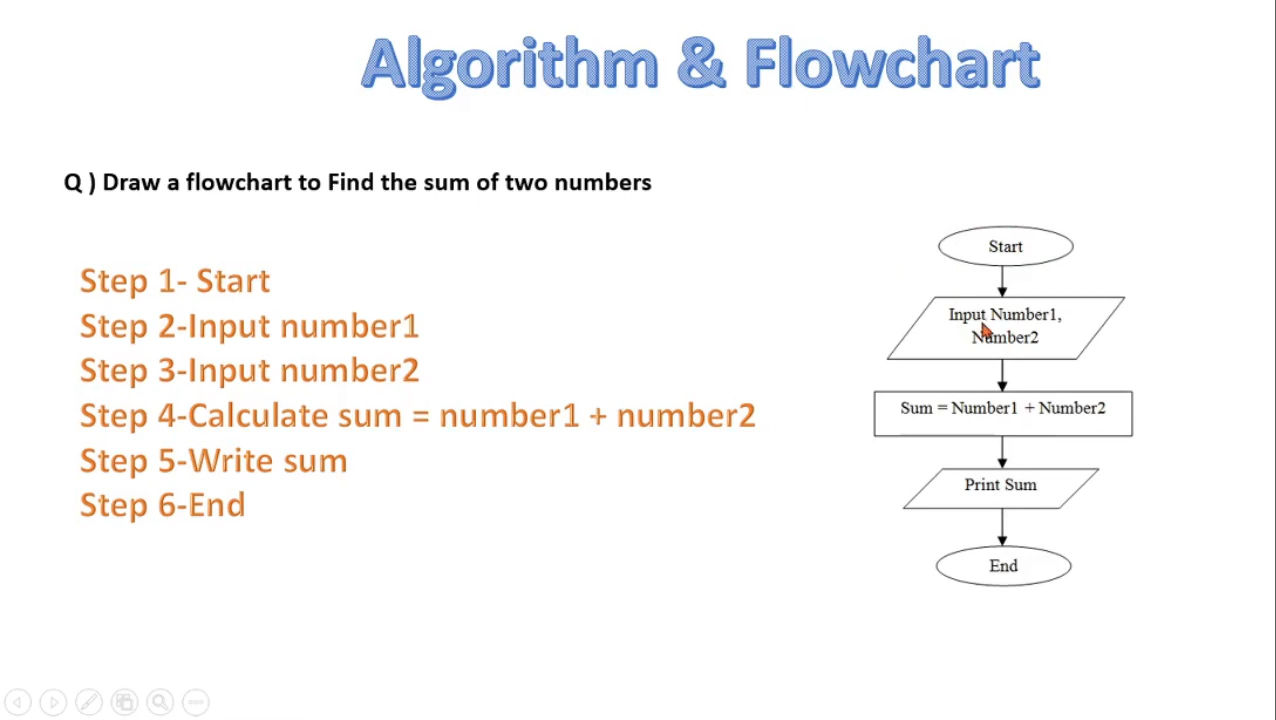 Algorithm & Flowchart
Q ) Draw a flowchart to Find the sum of two numbers
Step 1- Start
Step 2-Input number1
Step 3-Input number2
Step 4-Calculate sum = number1 + number2
Step 5-Write sum
Step 6-End
Start
Input Number1,
Number2
Sum = Number1 + Number2
Print Sum
End